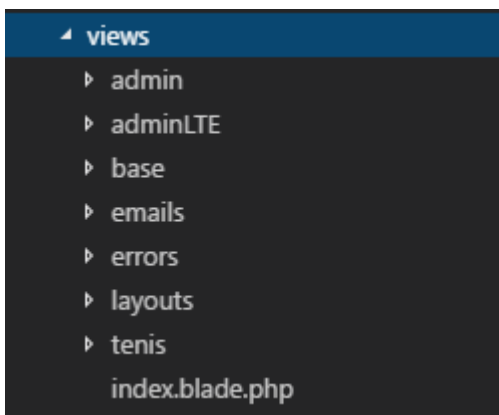 views
admin
adminLTE
base
emails
errors
layouts
tenis
index.blade.php